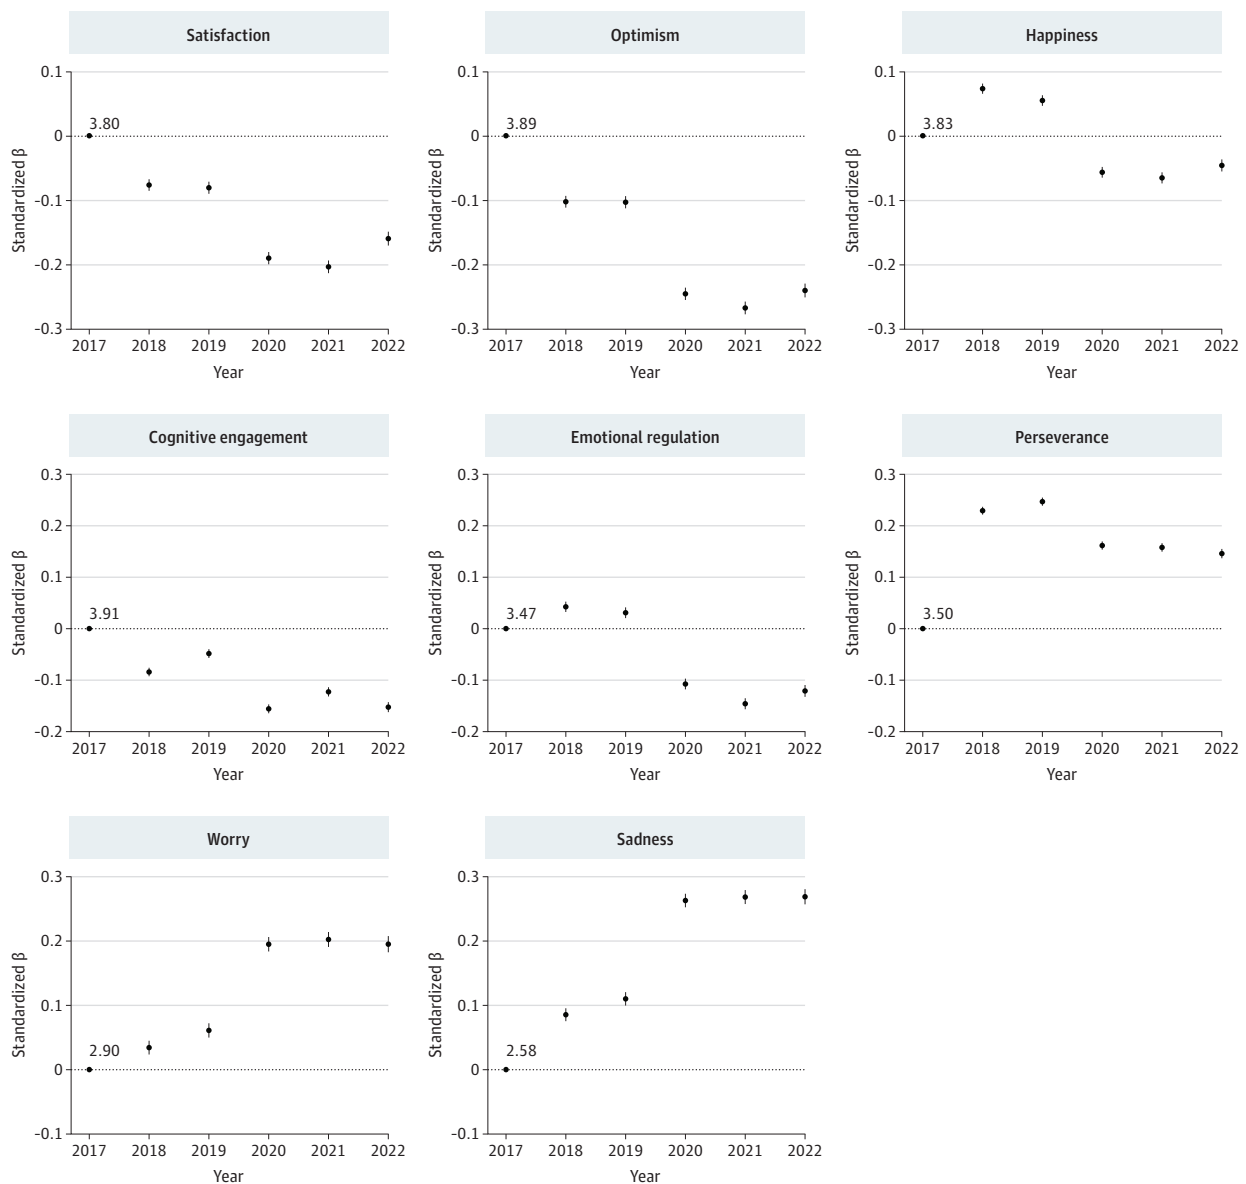 Satisfaction
Optimism
Happiness
0.1
0
-0.1
-0.2
-0.3
Standardized β
3.80
2017 2018 2019 2020 2021 2022
Year
0.1
0
-0.1
-0.2
-0.3
Standardized β
3.89
2017 2018 2019 2020 2021 2022
Year
0.1
0
-0.1
-0.2
-0.3
Standardized β
3.83
2017 2018 2019 2020 2021 2022
Year
Cognitive engagement
Emotional regulation
Perseverance
0.3
0.2
0.1
0
-0.1
-0.2
Standardized β
3.91
2017 2018 2019 2020 2021 2022
Year
0.3
0.2
0.1
0
-0.1
-0.2
Standardized β
3.47
2017 2018 2019 2020 2021 2022
Year
0.3
0.2
0.1
0
-0.1
-0.2
Standardized β
3.50
2017 2018 2019 2020 2021 2022
Year
Worry
Sadness
0.3
0.2
0.1
0
-0.1
Standardized β
2.90
2017 2018 2019 2020 2021 2022
Year
0.3
0.2
0.1
0
-0.1
Standardized β
2.58
2017 2018 2019 2020 2021 2022
Year